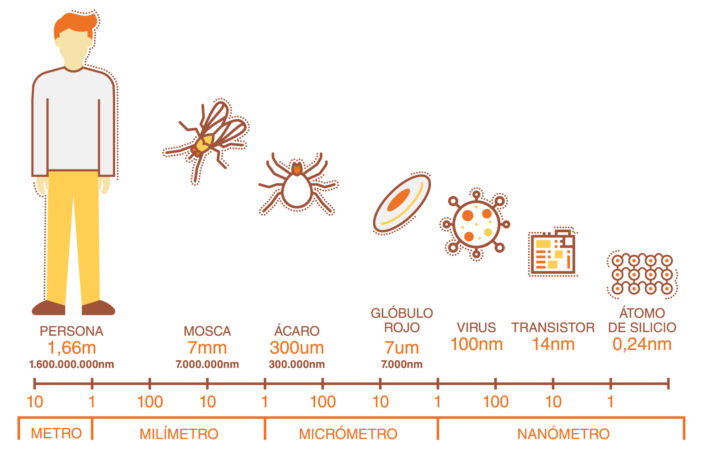 PERSONA
1,66m
1.600.000.000nm
MOSCA
7mm
7.000.000nm
ÁCARO
300um
300.000nm
GLÓBULO
ROJO
7um
7.000nm
VIRUS
100nm
TRANSISTOR
14nm
ÁTOMO
DE SILICIO
0,24nm
10 1 100 10 1 100 10 1 100 10 1
METRO MILÍMETRO MICRÓMETRO NANÓMETRO